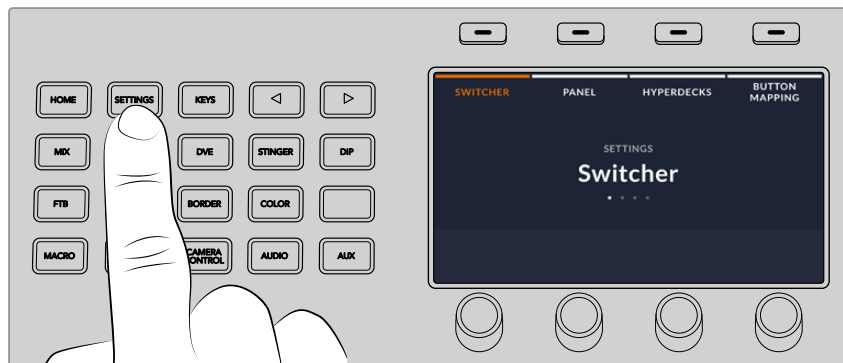 HOME
SETTINGS
KEYS
MIX
DVE
STINGER
DIP
FTB
BORDER
COLOR
MACRO
CAMERA
CONTROL
AUDIO
AUX
SWITCHER
PANEL
HYPERDECKS
BUTTON
MAPPING
SETTINGS
Switcher